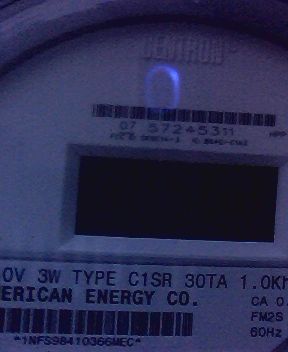 CENTRON
07 57245311
0V 3W TYPE C1SR 30TA 1.0Kh
ERICAN ENERGY CO.
CA 0.
FM2S
60Hz
*1NFS98410366MEC*